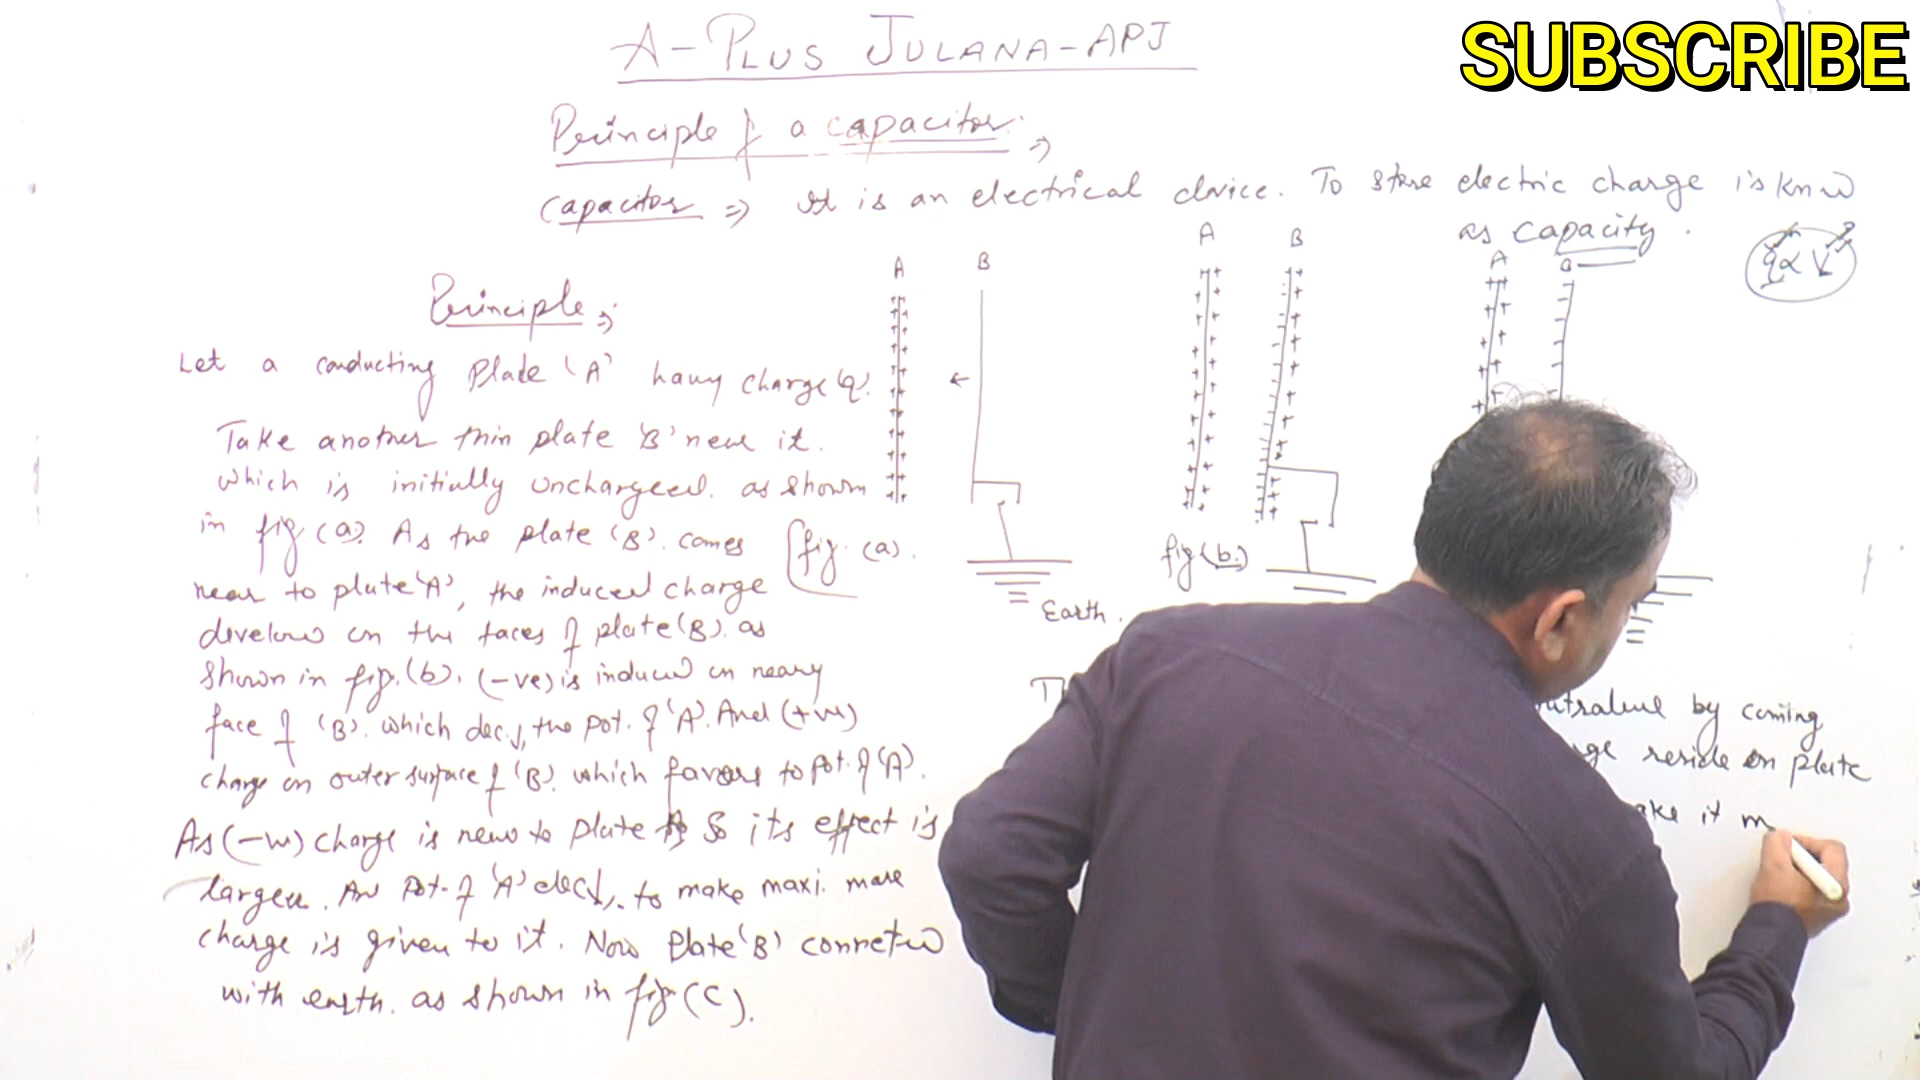 A-PLUS JULANA-APJ
SUBSCRIBE
Principle of a capacitor ⇒
capacitor ⇒ It is an electrical device. To store electric charge is know
as capacity.
q ∝ V
A B
A B
A B
Principle ⇒
Let a conducting Plate 'A' having charge (q).
Take another thin plate 'B' near it.
which is initially uncharged. as shown
in fig (a). As the plate (B). comes
near to plate 'A', the induced charge
on the faces of plate (B). as
shown in fig. (b). (-ve) is induced on
face of (B). which dec↓, the pot. of 'A'. And (+ve)
charge on outer surface of (B). which favors to Pot. of (A).
As (-ve) charge is near to plate A So its effect is
larger. As Pot. of 'A' dec↓. to make maxi. more
charge is given to it. Now Plate 'B'
with earth. as shown in fig (C).
fig. (a).
Earth.
fig (b.)
by coming
reside on plate
it m